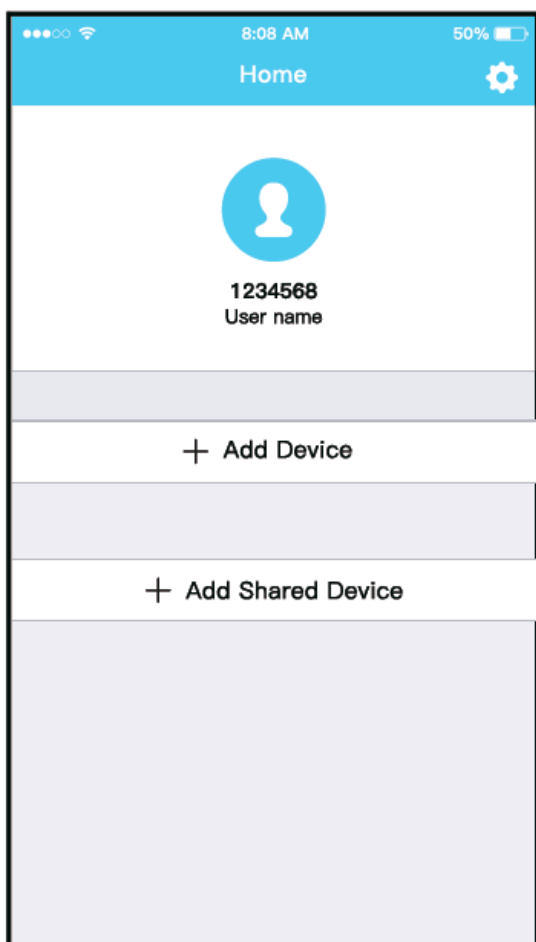 8:08 AM
50%
Home
1234568
User name
+ Add Device
+ Add Shared Device